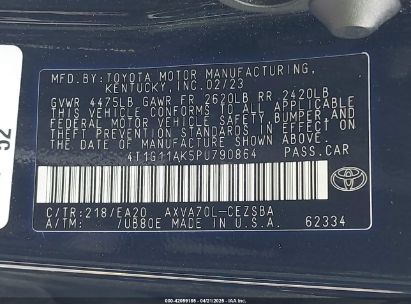 MFD.BY:TOYOTA MOTOR MANUFACTURING,
KENTUCKY, INC. 02/23
GVWR 4475LB GAWR FR 2620LB RR 2420LB
THIS VEHICLE CONFORMS TO ALL APPLICABLE
FEDERAL MOTOR VEHICLE SAFETY, BUMPER, AND
THEFT PREVENTION STANDARDS IN EFFECT ON THE
DATE OF MANUFACTURE SHOWN ABOVE.
4T1G11AK5PU790864 PASS.CAR
C/TR:218/EA20 AXVA70L-CEZSBA
A/TM: /UB80E MADE IN U.S.A. 62334
TOYOTA
52